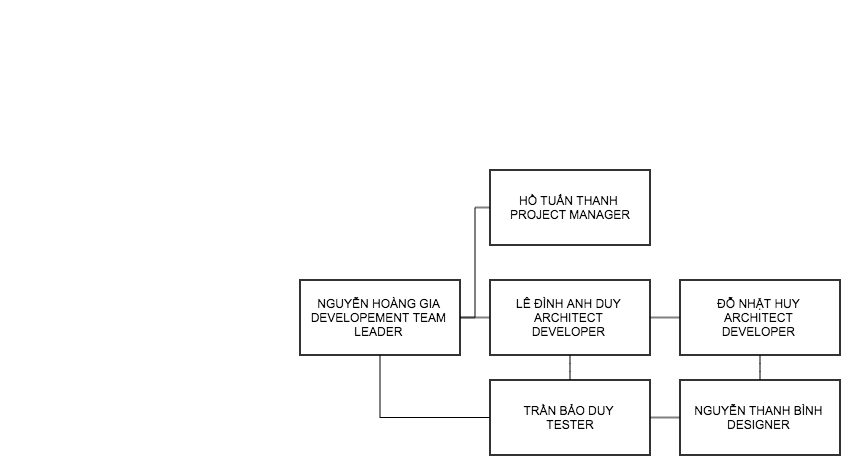 HỒ TUẤN THANH
PROJECT MANAGER
NGUYỄN HOÀNG GIA
DEVELOPEMENT TEAM
LEADER
LÊ ĐÌNH ANH DUY
ARCHITECT
DEVELOPER
ĐỖ NHẬT HUY
ARCHITECT
DEVELOPER
TRẦN BẢO DUY
TESTER
NGUYỄN THANH BÌNH
DESIGNER